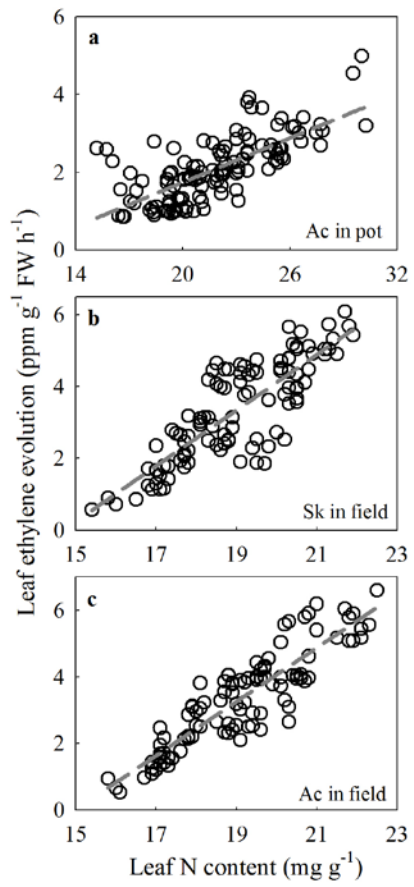 Leaf ethylene evolution (ppm g⁻¹ FW h⁻¹)
a
6
4
2
0
Ac in pot
14 20 26 32
b
6
4
2
0
Sk in field
15 17 19 21 23
c
6
4
2
0
Ac in field
15 17 19 21 23
Leaf N content (mg g⁻¹)